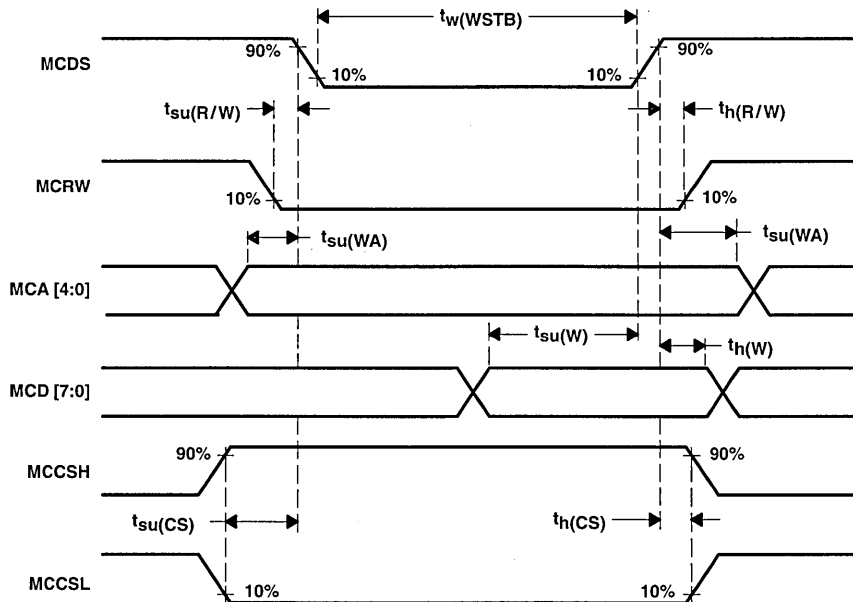 tw(WSTB)
MCDS
90%
90%
10%
10%
tsu(R/W)
th(R/W)
MCRW
10%
10%
tsu(WA)
tsu(WA)
MCA [4:0]
tsu(W)
th(W)
MCD [7:0]
MCCSH
90%
90%
tsu(CS)
th(CS)
MCCSL
10%
10%